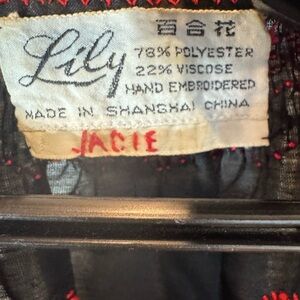 Lily
百合花
78% POLYESTER
22% VISCOSE
HAND EMBROIDERED
MADE IN SHANGHAI CHINA
JACIE